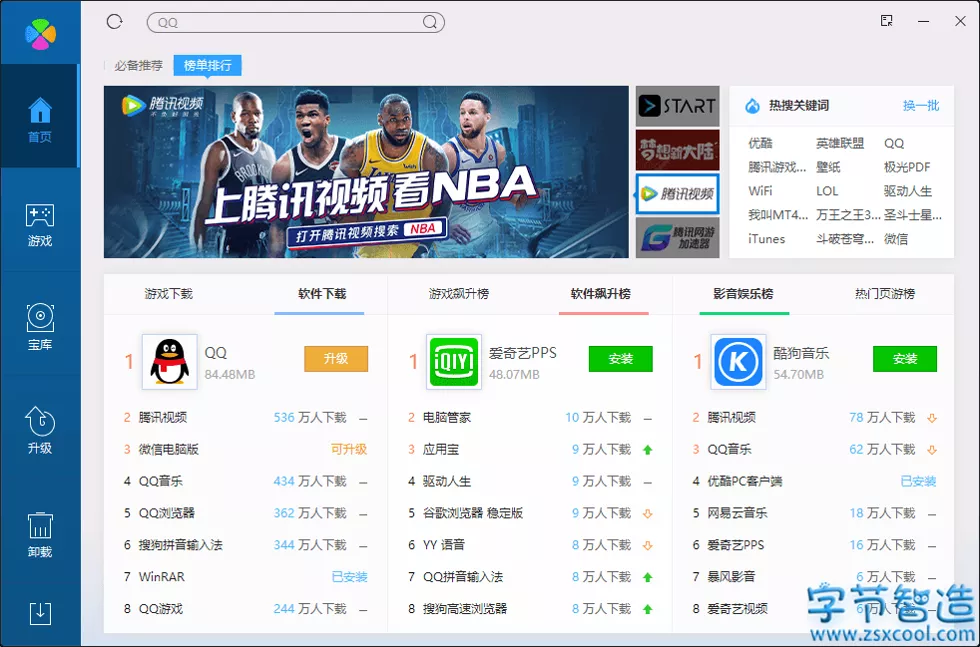 QQ
必备推荐 榜单排行
首页
游戏
宝库
升级
卸载
腾讯视频
不负好时光
BROOKLYN
上腾讯视频看NBA
打开腾讯视频搜索 NBA
START
梦想新大陆
腾讯视频
腾讯网游
加速器
热搜关键词 换一批
优酷 英雄联盟 QQ
腾讯游戏... 壁纸 极光PDF
WiFi LOL 驱动人生
我叫MT4... 万王之王3... 圣斗士星...
iTunes 斗破苍穹... 微信
游戏下载 软件下载 游戏飙升榜 软件飙升榜 影音娱乐榜 热门页游榜
1 QQ 84.48MB 升级
2 腾讯视频 536 万人下载 –
3 微信电脑版 可升级
4 QQ音乐 434 万人下载 –
5 QQ浏览器 362 万人下载 –
6 搜狗拼音输入法 344 万人下载 –
7 WinRAR 已安装
8 QQ游戏 244 万人下载 –
1 iQIY 爱奇艺PPS 48.07MB 安装
2 电脑管家 10 万人下载 –
3 应用宝 9 万人下载
4 驱动人生 9 万人下载 –
5 谷歌浏览器 稳定版 9 万人下载
6 YY 语音 8 万人下载
7 QQ拼音输入法 8 万人下载
8 搜狗高速浏览器 8 万人下载
1 K 酷狗音乐 54.70MB 安装
2 腾讯视频 78 万人下载
3 QQ音乐 62 万人下载
4 优酷PC客户端 已安装
5 网易云音乐 18 万人下载 –
6 爱奇艺PPS 16 万人下载 –
7 暴风影音 6 万人下载 –
8 爱奇艺视频 6 万人下载 –
字节智造
www.zsxcool.com